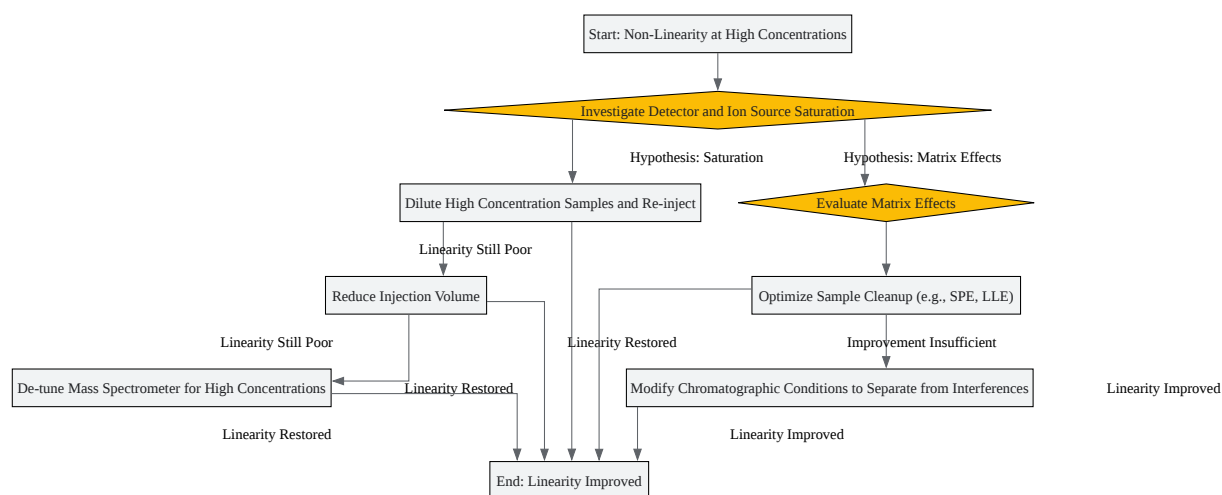 Start: Non-Linearity at High Concentrations
Investigate Detector and Ion Source Saturation
Hypothesis: Saturation
Hypothesis: Matrix Effects
Dilute High Concentration Samples and Re-inject
Evaluate Matrix Effects
Linearity Still Poor
Reduce Injection Volume
Optimize Sample Cleanup (e.g., SPE, LLE)
Linearity Still Poor
Linearity Restored
Improvement Insufficient
De-tune Mass Spectrometer for High Concentrations
Linearity Restored
Modify Chromatographic Conditions to Separate from Interferences
Linearity Improved
Linearity Restored
Linearity Improved
End: Linearity Improved